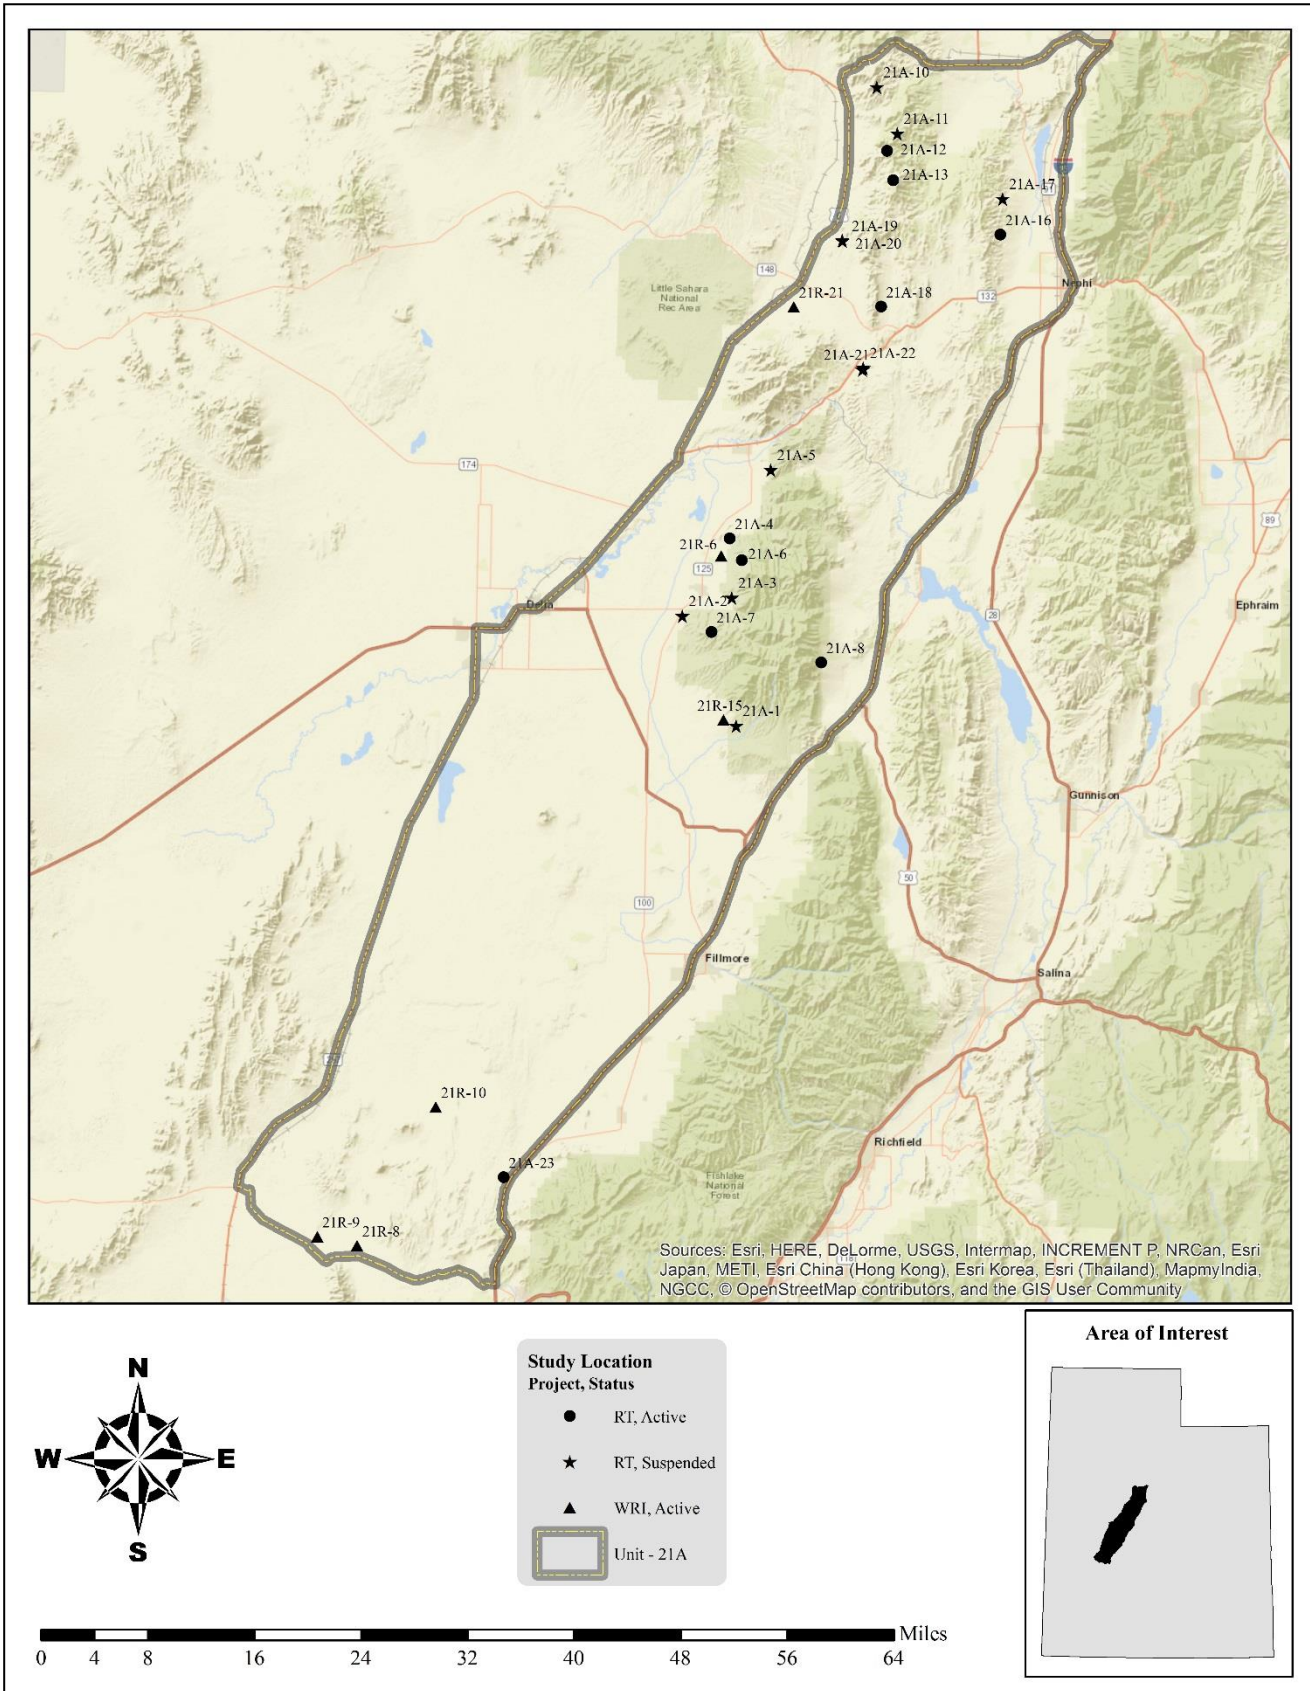 21A-10
21A-11
21A-12
21A-13
21A-17
21A-16
21A-19
21A-20
148
Little Sahara
National
Rec Area
21R-21
21A-18
132
Nephi
21A-21
21A-22
174
21A-5
89
21A-4
21R-6
21A-6
125
21A-3
Delta
21A-2
28
Ephraim
21A-7
21A-8
21R-15
21A-1
Gunnison
50
100
Fillmore
Salina
21R-10
Richfield
21A-23
Fishlake
National
Forest
21R-9
21R-8
118
Sources: Esri, HERE, DeLorme, USGS, Intermap, INCREMENT P, NRCan, Esri
Japan, METI, Esri China (Hong Kong), Esri Korea, Esri (Thailand), MapmyIndia,
NGCC, © OpenStreetMap contributors, and the GIS User Community
N
W
E
S
Study Location
Project, Status
RT, Active
RT, Suspended
WRI, Active
Unit - 21A
Area of Interest
Miles
0 4 8 16 24 32 40 48 56 64